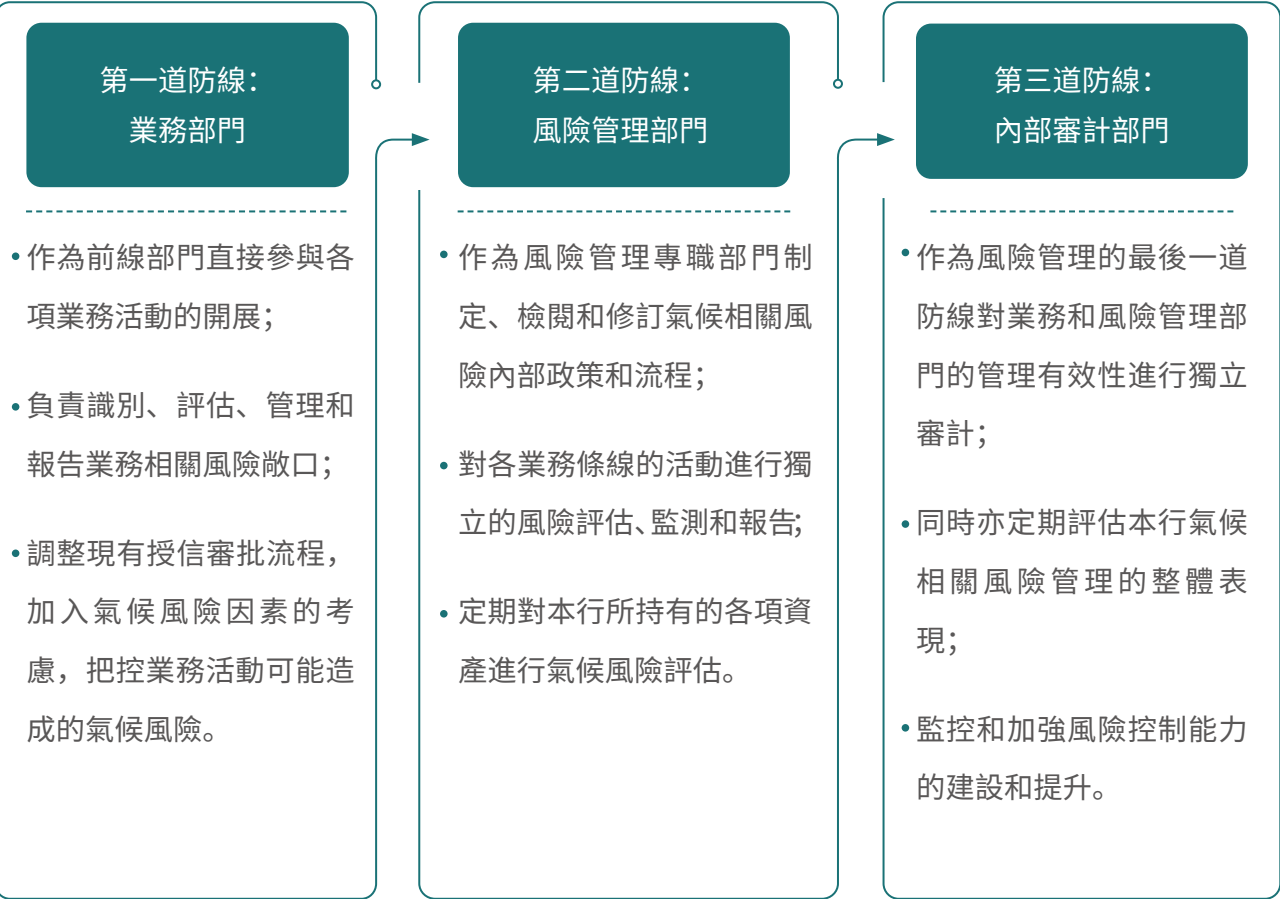 第一道防線：
業務部門
• 作為前線部門直接參與各
項業務活動的開展；
• 負責識別、評估、管理和
報告業務相關風險敞口；
• 調整現有授信審批流程，
加入氣候風險因素的考
慮，把控業務活動可能造
成的氣候風險。
第二道防線：
風險管理部門
• 作為風險管理專職部門制
定、檢閱和修訂氣候相關風
險內部政策和流程；
• 對各業務條線的活動進行獨
立的風險評估、監測和報告；
• 定期對本行所持有的各項資
產進行氣候風險評估。
第三道防線：
內部審計部門
• 作為風險管理的最後一道
防線對業務和風險管理部
門的管理有效性進行獨立
審計；
• 同時亦定期評估本行氣候
相關風險管理的整體表
現；
• 監控和加強風險控制能力
的建設和提升。